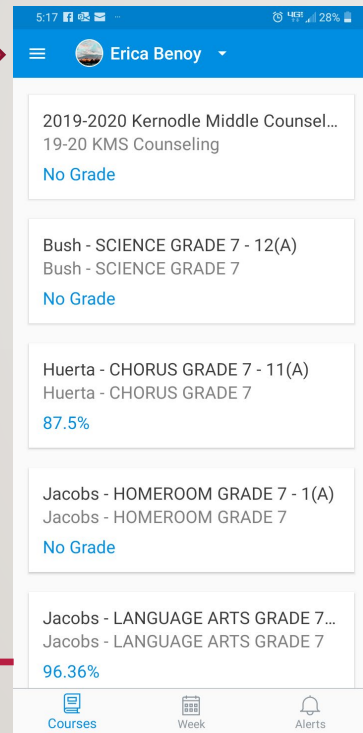 5:17
28%
Erica Benoy
2019-2020 Kernodle Middle Counsel...
19-20 KMS Counseling
No Grade
Bush - SCIENCE GRADE 7 - 12(A)
Bush - SCIENCE GRADE 7
No Grade
Huerta - CHORUS GRADE 7 - 11(A)
Huerta - CHORUS GRADE 7
87.5%
Jacobs - HOMEROOM GRADE 7 - 1(A)
Jacobs - HOMEROOM GRADE 7
No Grade
Jacobs - LANGUAGE ARTS GRADE 7...
Jacobs - LANGUAGE ARTS GRADE 7
96.36%
Courses Week Alerts